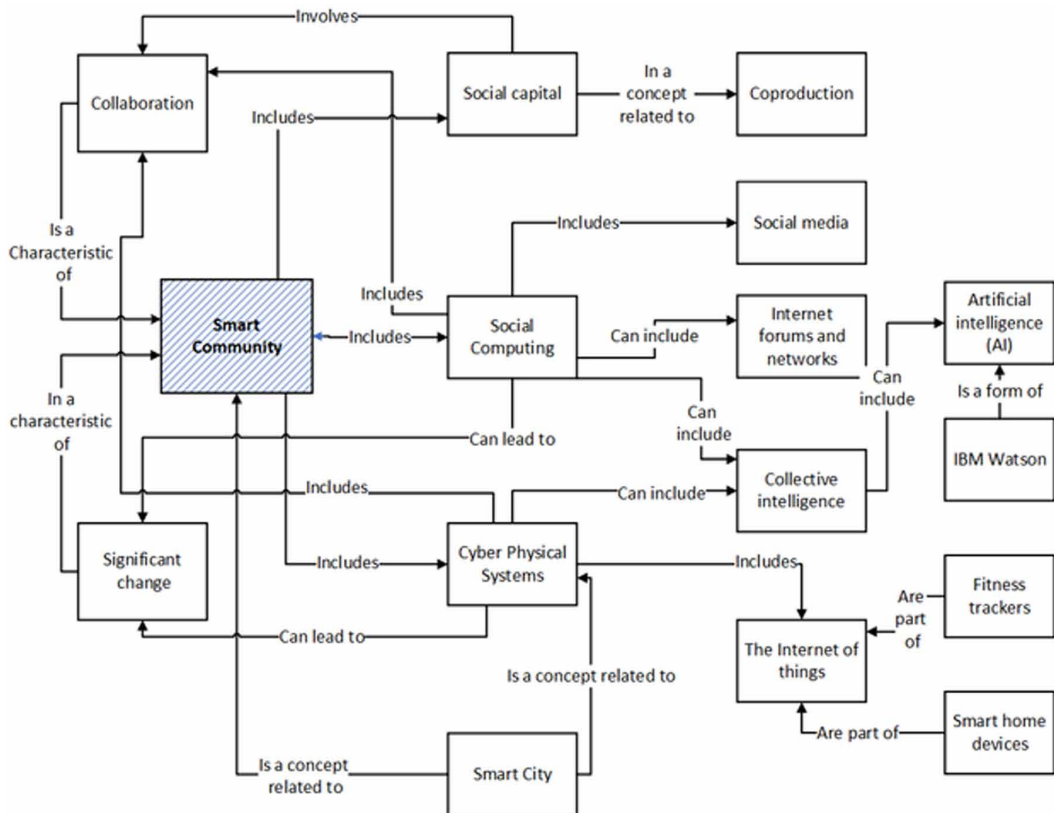 Involves
Collaboration
Social capital
In a
concept
related to
Coproduction
Includes
Is a
Characteristic
of
Includes
Social media
Smart
Community
Includes
Includes
Social
Computing
Can include
Internet
forums and
networks
Artificial
intelligence
(AI)
Can
include
Is a form of
In a
characteristic
of
Can lead to
Can
include
IBM Watson
Includes
Can include
Collective
intelligence
Significant
change
Includes
Cyber Physical
Systems
Includes
Fitness
trackers
Are
part
of
Can lead to
The Internet of
things
Is a concept related to
Are part of
Smart home
devices
Is a concept
related to
Smart City